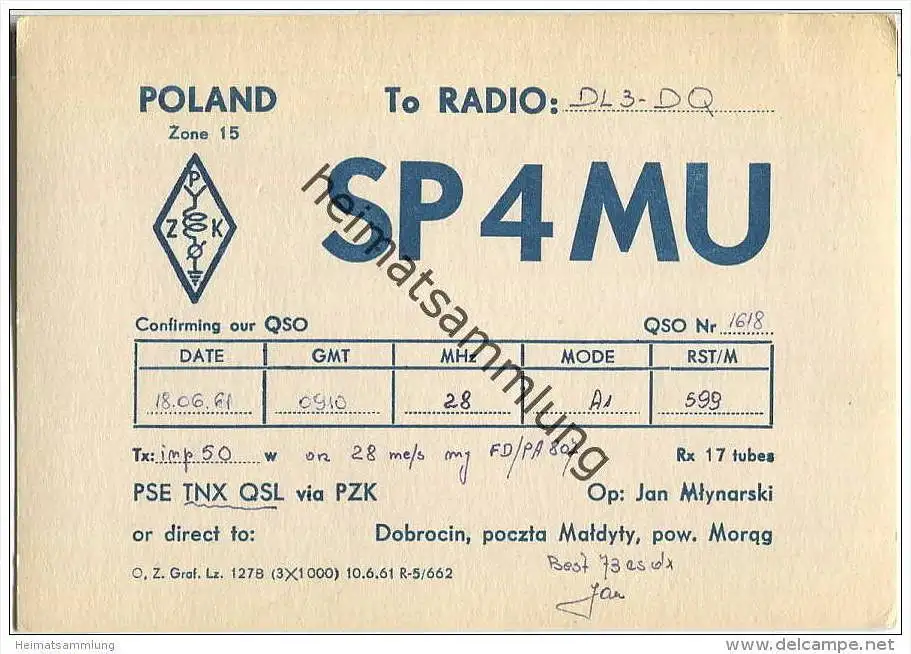 POLAND To RADIO: DL3-DQ
Zone 15
SP4MU
P
Z K
Confirming our QSO QSO Nr 1618
DATE GMT MHz MODE RST/M
18.06.61 0910 28 A1 599
Tx: inp 50 w on 28 mc/s my FD/PA 807 Rx 17 tubes
PSE TNX QSL via PZK Op: Jan Młynarski
or direct to: Dobrocin, poczta Małdyty, pow. Morąg
Best 73 es dx
O. Z. Graf. Lz. 1278 (3X1000) 10.6.61 R-5/662
Jan
heimatsammlung
Heimatsammlung
delcampe.net